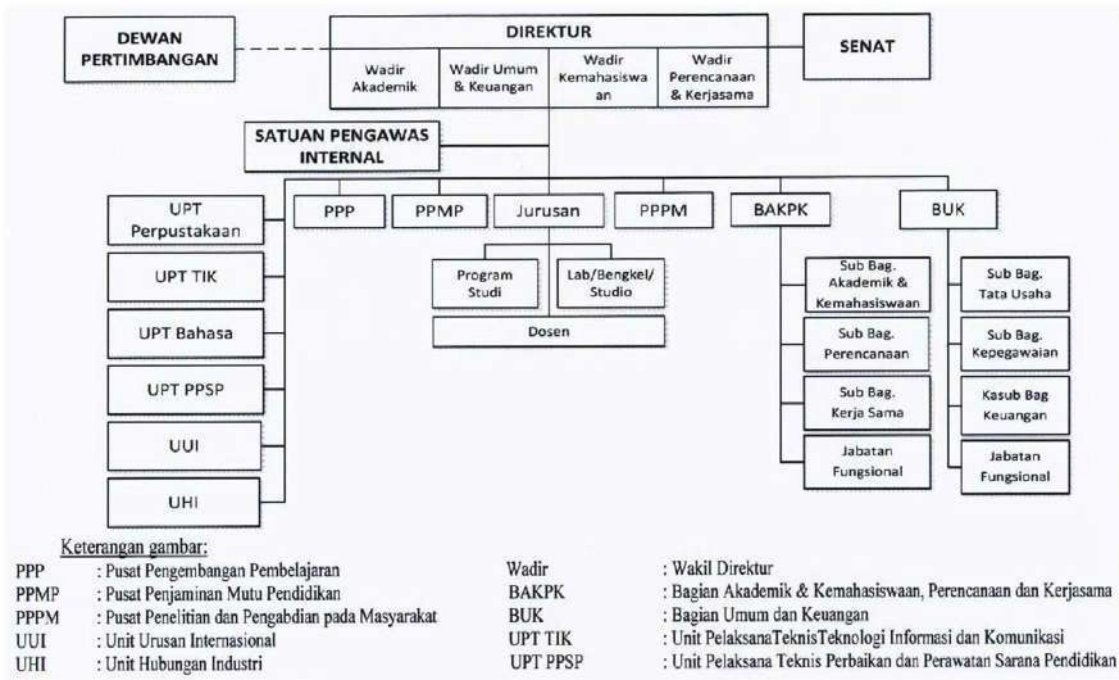 DEWAN
PERTIMBANGAN
DIREKTUR
Wadir
Akademik
Wadir Umum
& Keuangan
Wadir
Kemahasiswa
an
Wadir
Perencanaan
& Kerjasama
SENAT
SATUAN PENGAWAS
INTERNAL
UPT
Perpustakaan
UPT TIK
UPT Bahasa
UPT PPSP
UUI
UHI
PPP
PPMP
Jurusan
PPPM
BAKPK
BUK
Program
Studi
Lab/Bengkel/
Studio
Dosen
Sub Bag.
Akademik &
Kemahasiswaan
Sub Bag.
Perencanaan
Sub Bag.
Kerja Sama
Jabatan
Fungsional
Sub Bag.
Tata Usaha
Sub Bag.
Kepegawaian
Kasub Bag
Keuangan
Jabatan
Fungsional
Keterangan gambar:
PPP : Pusat Pengembangan Pembelajaran
PPMP : Pusat Penjaminan Mutu Pendidikan
PPPM : Pusat Penelitian dan Pengabdian pada Masyarakat
UUI : Unit Urusan Internasional
UHI : Unit Hubungan Industri
Wadir : Wakil Direktur
BAKPK : Bagian Akademik & Kemahasiswaan, Perencanaan dan Kerjasama
BUK : Bagian Umum dan Keuangan
UPT TIK : Unit PelaksanaTeknisTeknologi Informasi dan Komunikasi
UPT PPSP : Unit Pelaksana Teknis Perbaikan dan Perawatan Sarana Pendidikan